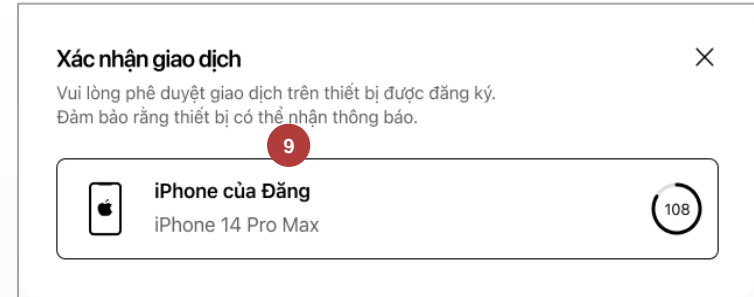 Xác nhận giao dịch
Vui lòng phê duyệt giao dịch trên thiết bị được đăng ký.
Đảm bảo rằng thiết bị có thể nhận thông báo.
9
iPhone của Đăng
iPhone 14 Pro Max
108